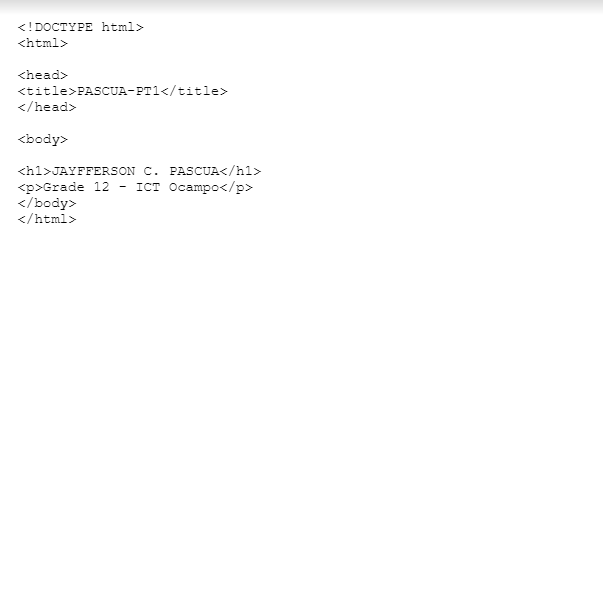 <!DOCTYPE html>
<html>
<head>
<title>PASCUA-PT1</title>
</head>
<body>
<h1>JAYFFERSON C. PASCUA</h1>
<p>Grade 12 - ICT Ocampo</p>
</body>
</html>